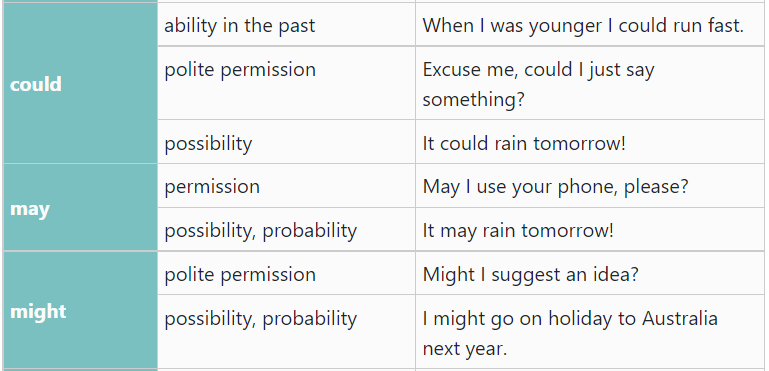 could
ability in the past
When I was younger I could run fast.
polite permission
Excuse me, could I just say
something?
possibility
It could rain tomorrow!
may
permission
May I use your phone, please?
possibility, probability
It may rain tomorrow!
might
polite permission
Might I suggest an idea?
possibility, probability
I might go on holiday to Australia
next year.